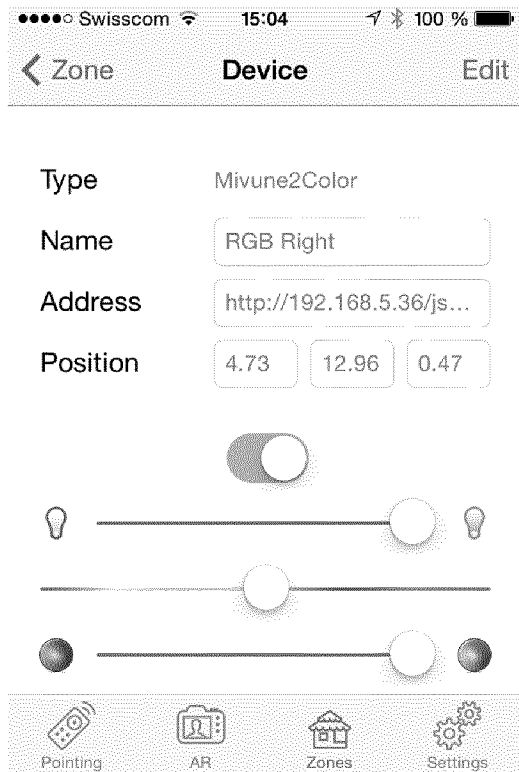 Swisscom 15:04 100 %
Zone Device Edit
Type Mivune2Color
Name RGB Right
Address http://192.168.5.36/js...
Position 4.73 12.96 0.47
Pointing AR Zones Settings